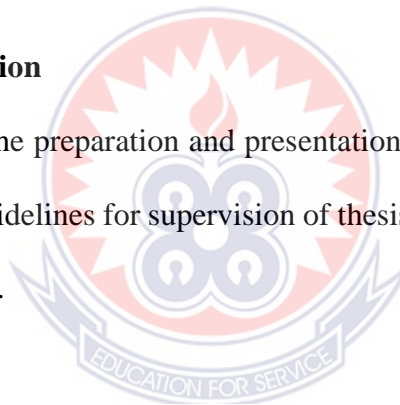 ion
he preparation and presentation
idelines for supervision of thesis
.
EDUCATION FOR SERVICE